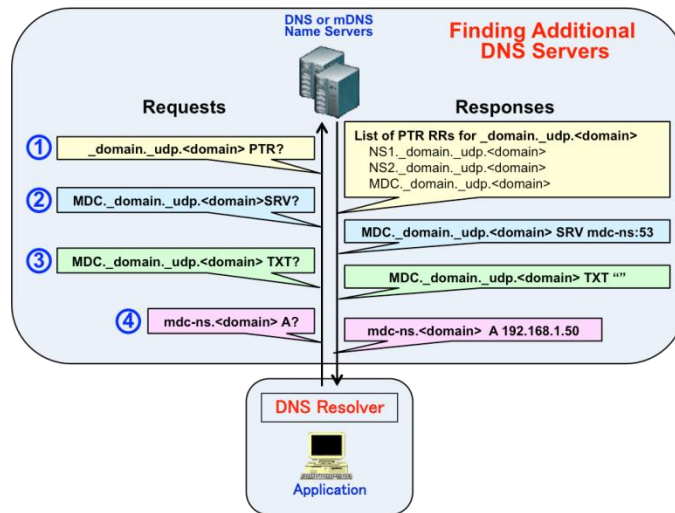 DNS or mDNS
Name Servers
Finding Additional
DNS Servers
Requests
Responses
1
_domain._udp.<domain> PTR?
List of PTR RRs for _domain._udp.<domain>
NS1._domain._udp.<domain>
NS2._domain._udp.<domain>
MDC._domain._udp.<domain>
2
MDC._domain._udp.<domain>SRV?
MDC._domain._udp.<domain> SRV mdc-ns:53
3
MDC._domain._udp.<domain> TXT?
MDC._domain._udp.<domain> TXT “”
4
mdc-ns.<domain> A?
mdc-ns.<domain> A 192.168.1.50
DNS Resolver
Application